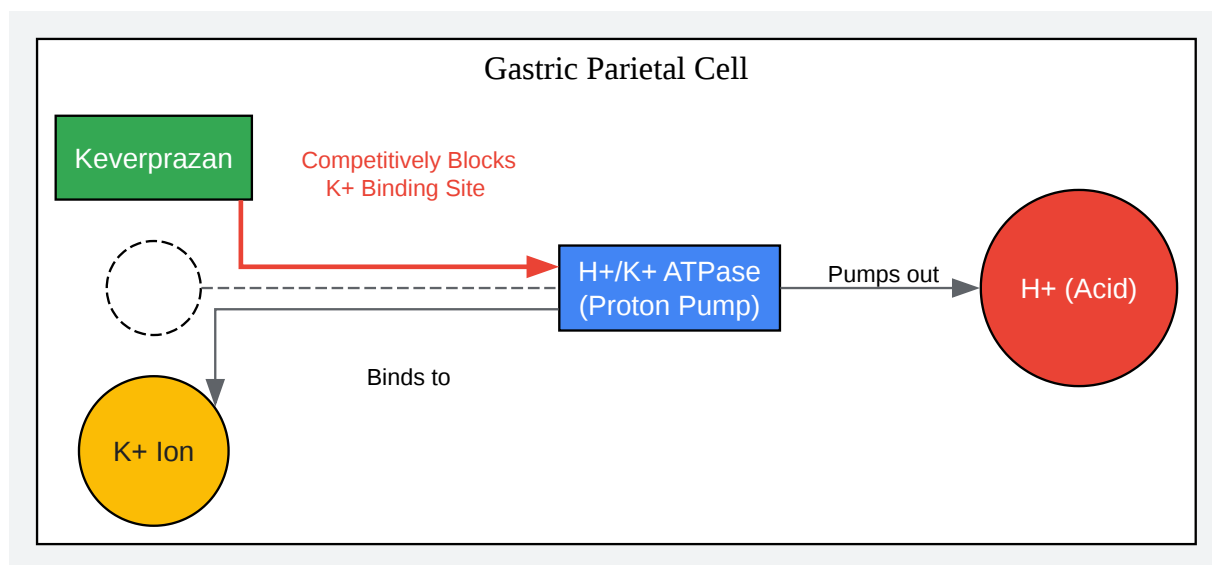 Gastric Parietal Cell
Keverprazan
Competitively Blocks
K+ Binding Site
H+/K+ ATPase
(Proton Pump)
Pumps out
H+ (Acid)
Binds to
K+ Ion